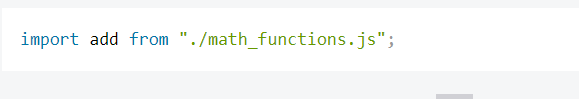 import add from "./math_functions.js";